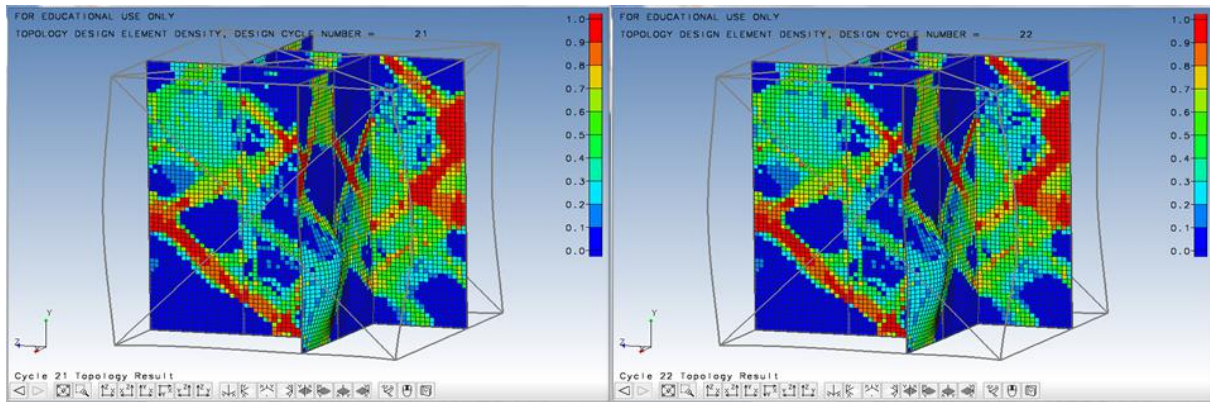 FOR EDUCATIONAL USE ONLY
TOPOLOGY DESIGN ELEMENT DENSITY, DESIGN CYCLE NUMBER = 21
1.0
0.9
0.8
0.7
0.6
0.5
0.4
0.3
0.2
0.1
0.0
Y
Z
Cycle 21 Topology Result
FOR EDUCATIONAL USE ONLY
TOPOLOGY DESIGN ELEMENT DENSITY, DESIGN CYCLE NUMBER = 22
1.0
0.9
0.8
0.7
0.6
0.5
0.4
0.3
0.2
0.1
0.0
Y
Z
Cycle 22 Topology Result